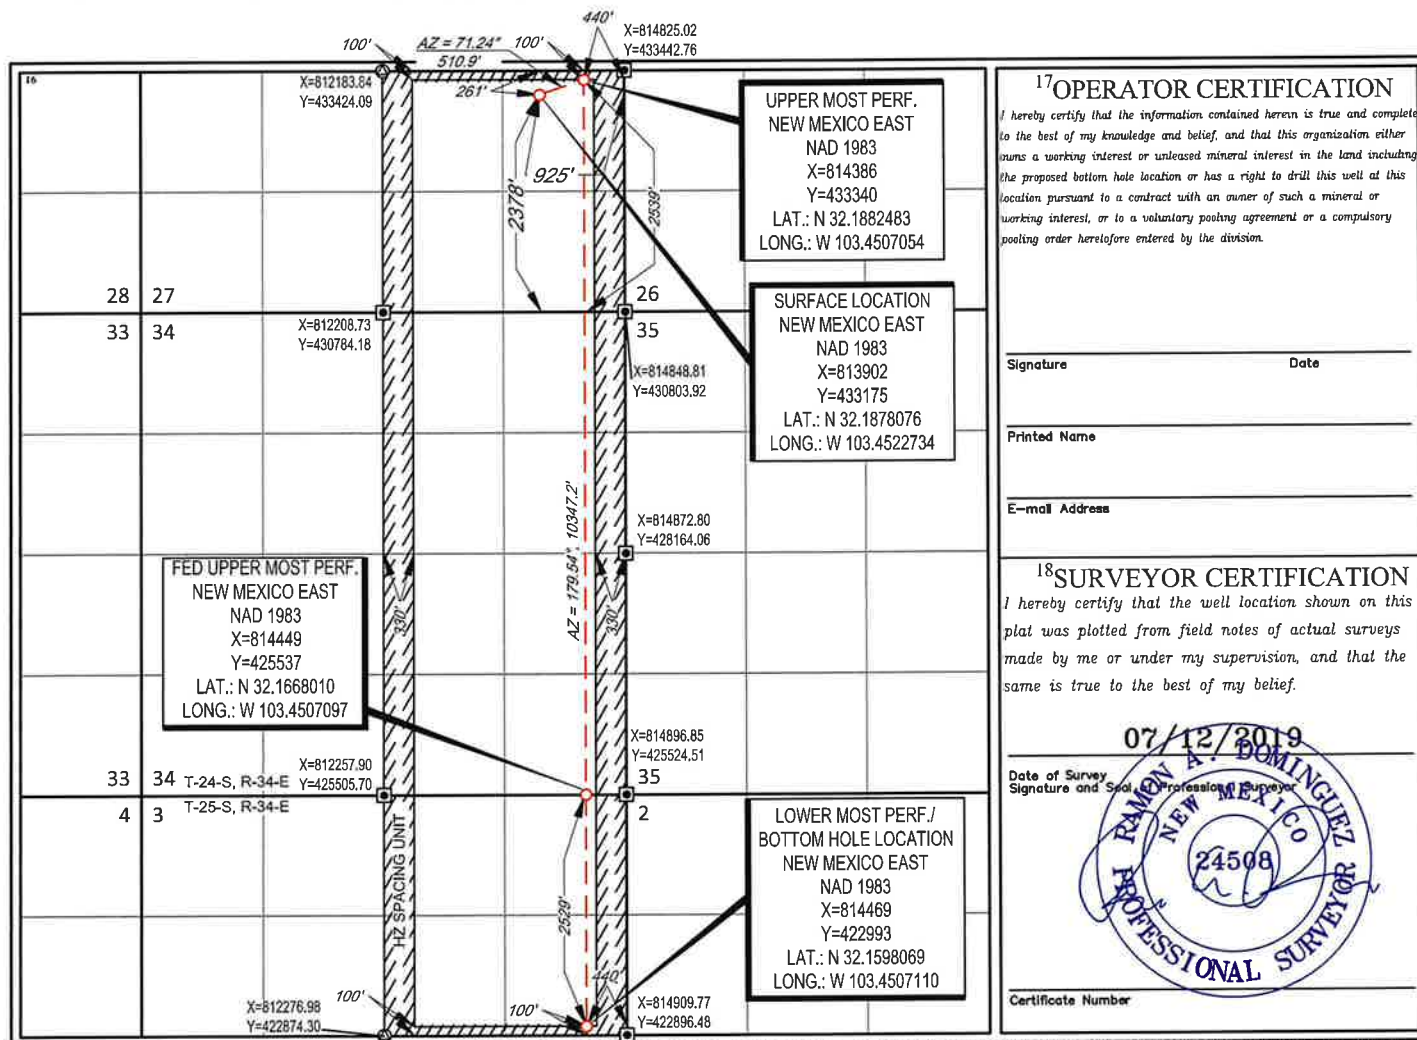 16
440'
X=814825.02
Y=433442.76
100'
AZ = 71.24°
100'
510.9'
X=812183.84
Y=433424.09
261'
2378'
925'
2539'
UPPER MOST PERF.
NEW MEXICO EAST
NAD 1983
X=814386
Y=433340
LAT.: N 32.1882483
LONG.: W 103.4507054
28 27
26
33 34
35
X=812208.73
Y=430784.18
X=814848.81
Y=430803.92
SURFACE LOCATION
NEW MEXICO EAST
NAD 1983
X=813902
Y=433175
LAT.: N 32.1878076
LONG.: W 103.4522734
AZ = 179.54°, 10347.2'
X=814872.80
Y=428164.06
330'
330'
FED UPPER MOST PERF.
NEW MEXICO EAST
NAD 1983
X=814449
Y=425537
LAT.: N 32.1668010
LONG.: W 103.4507097
X=814896.85
Y=425524.51
X=812257.90
Y=425505.70
33 34 T-24-S, R-34-E
35
4 3 T-25-S, R-34-E
2
HZ SPACING UNIT
2529'
LOWER MOST PERF./
BOTTOM HOLE LOCATION
NEW MEXICO EAST
NAD 1983
X=814469
Y=422993
LAT.: N 32.1598069
LONG.: W 103.4507110
440'
100'
100'
X=812276.98
Y=422874.30
X=814909.77
Y=422896.48
17 OPERATOR CERTIFICATION
I hereby certify that the information contained herein is true and complete
to the best of my knowledge and belief, and that this organization either
owns a working interest or unleased mineral interest in the land including
the proposed bottom hole location or has a right to drill this well at this
location pursuant to a contract with an owner of such a mineral or
working interest, or to a voluntary pooling agreement or a compulsory
pooling order heretofore entered by the division.
Signature Date
Printed Name
E-mail Address
18 SURVEYOR CERTIFICATION
I hereby certify that the well location shown on this
plat was plotted from field notes of actual surveys
made by me or under my supervision, and that the
same is true to the best of my belief.
07/12/2019
Date of Survey
Signature and Seal of Professional Surveyor
RAMON A. DOMINGUEZ
NEW MEXICO
24508
PROFESSIONAL SURVEYOR
Certificate Number